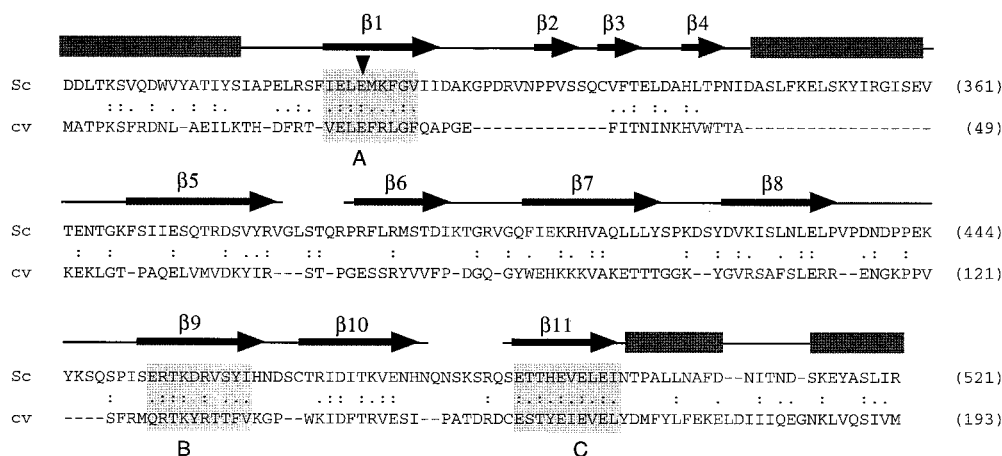 β1 β2 β3 β4
Sc DDLTKSVQDWVYATIYSIAPELRSFIELEMKFGVIIDAKGPDRVNPPVSSQCVFTELDAHLTPNIDASLFKELSKYIRGISEV (361)
cv MATPKSFRDNL-AEILKTH-DFRT-VELEFRLGFQAPGE------------FITNINKHVWTTA----------------- (49)
A
β5 β6 β7 β8
Sc TENTGKFSIIESQTRDSVYRVGLSTQRPRFLRMSTDIKTGRVGQFIEKRHVAQLLLYSPKDSYDVKISLNLELPVPDNDPPEK (444)
cv KEKLGT-PAQELVMVDKYIR---ST-PGESSRYVVFP-DGQ-GYWEHKKKVAKETTTGGK--YGVRSAFSLERR--ENGKPPV (121)
β9 β10 β11
Sc YKSQSPISERTKDRVSYIHNDSCTRIDITKVENHNQNSKSRQSETTHEVELEINTPALLNAFD--NITNDS-SKEYASLIR (521)
cv ----SFRMQRTKYRTTFVKGP--WKIDFTRVESI--PATDRDCESTYEIEVELYDMFYLFEKELDIIIQEGNKLVQSIVM (193)
B C